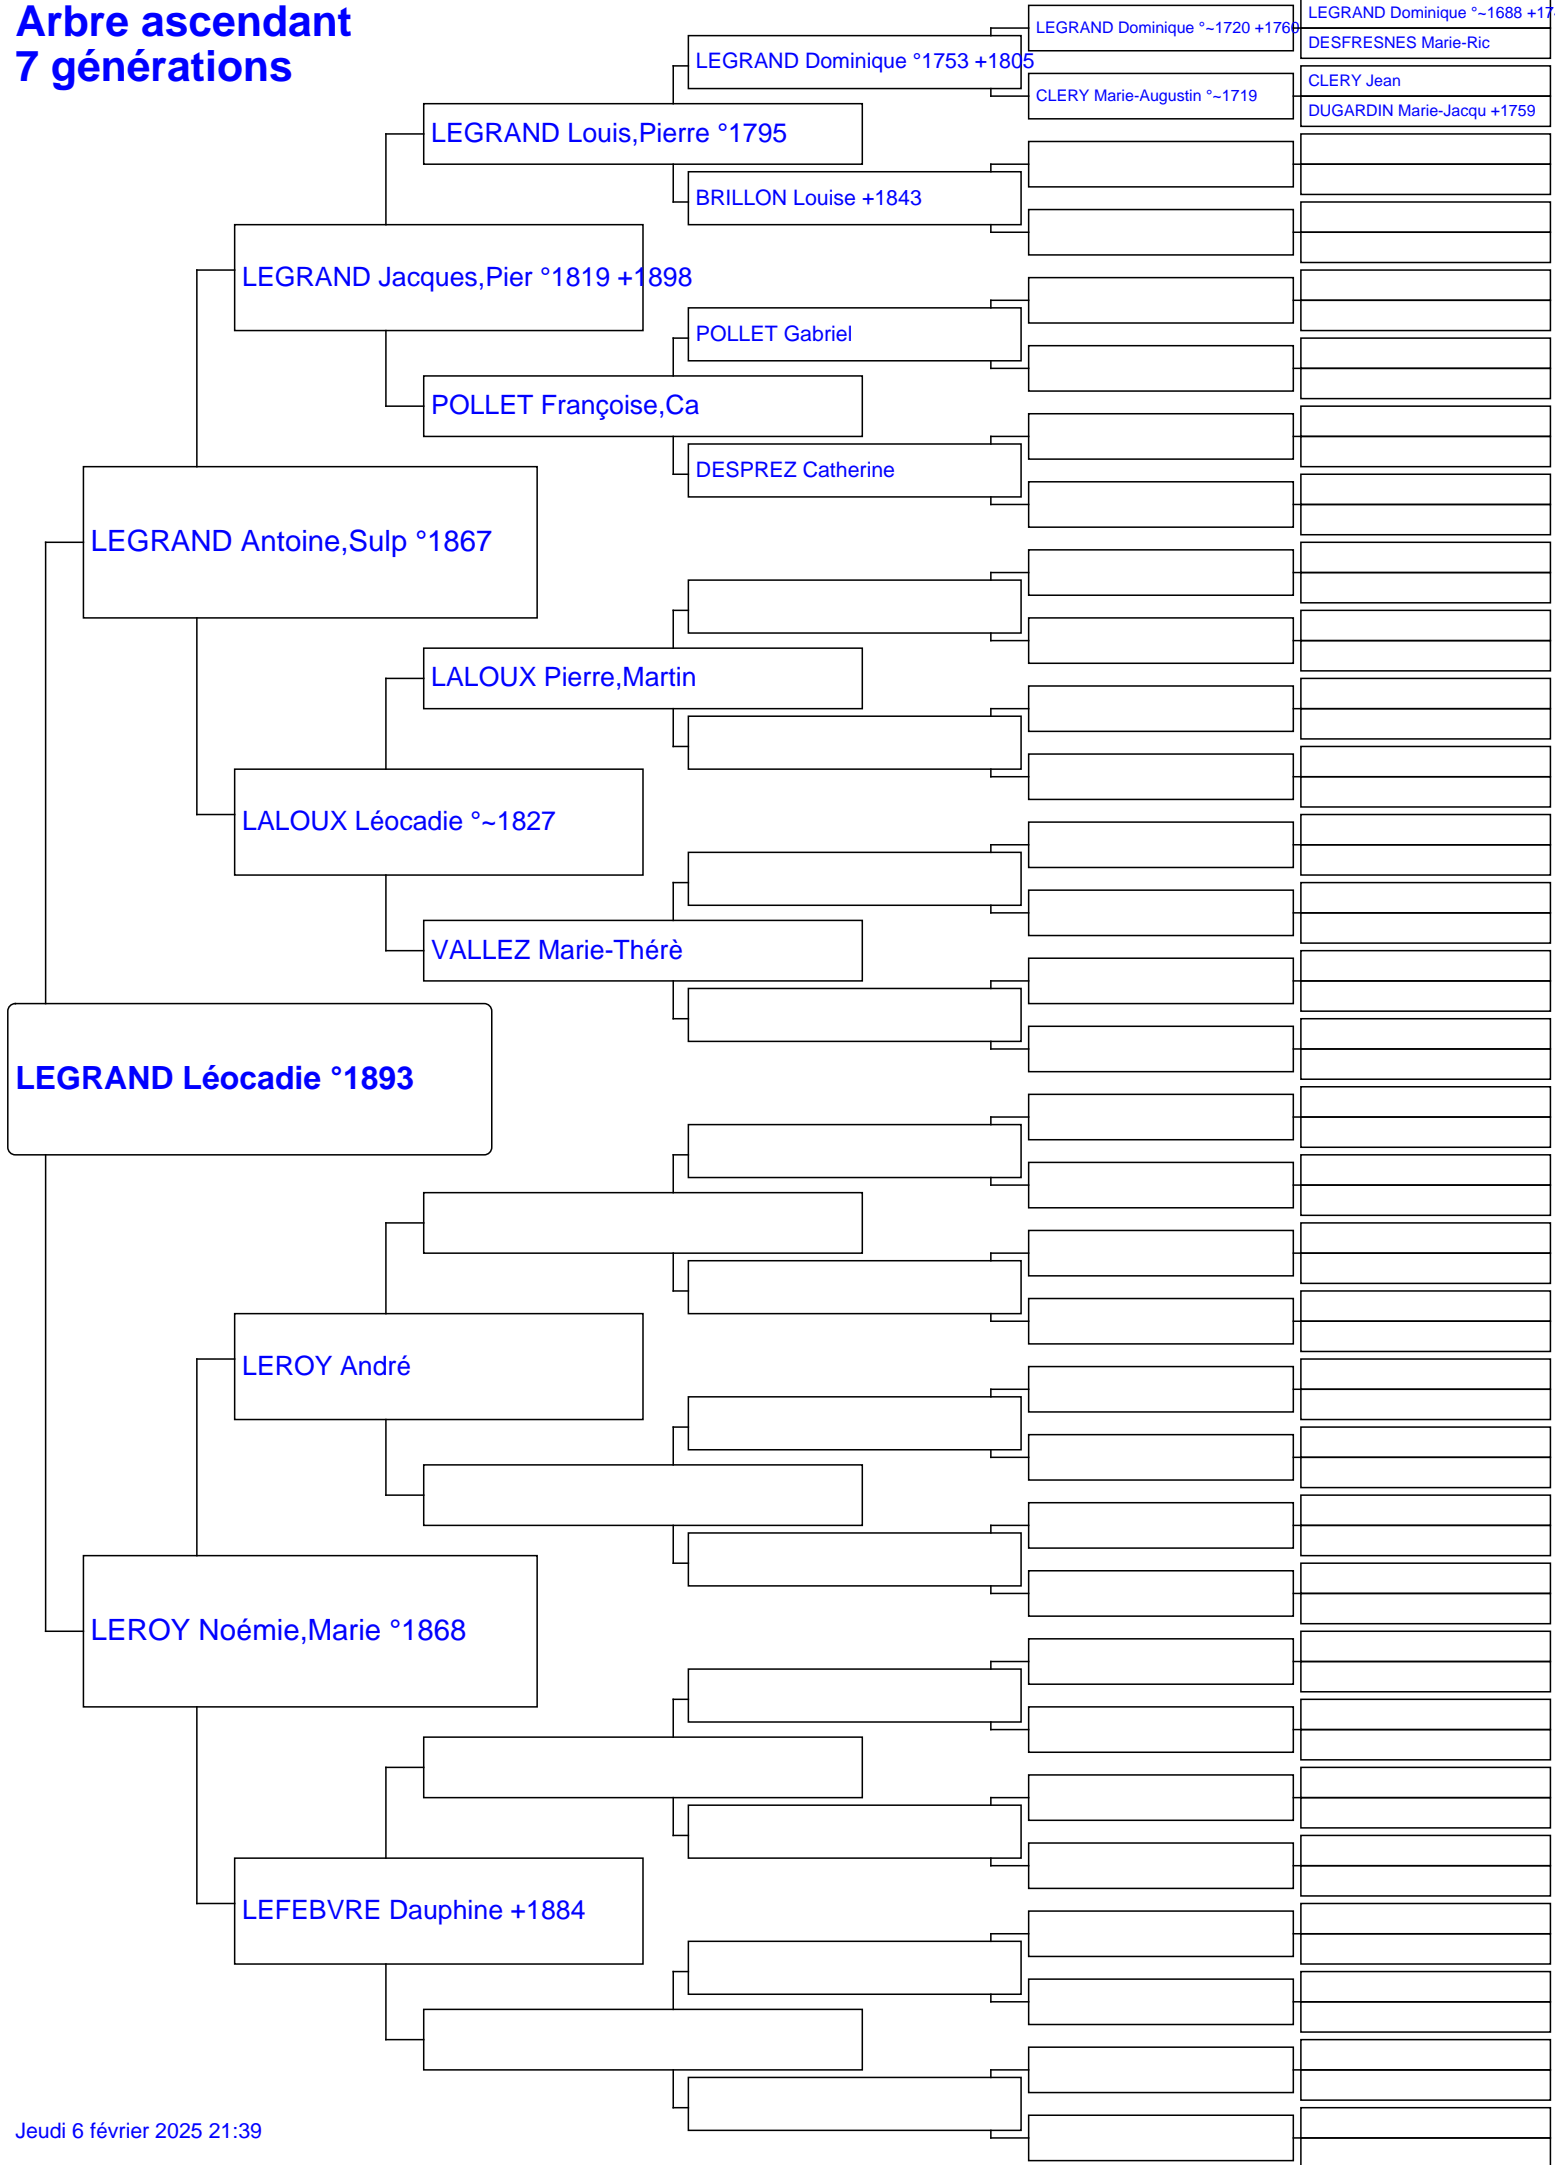 Arbre ascendant
7 générations
LEGRAND Dominique °~1688 +17
LEGRAND Dominique °~1720 +1760
DESFRESNES Marie-Ric
LEGRAND Dominique °1753 +1805
CLERY Jean
CLERY Marie-Augustin °~1719
DUGARDIN Marie-Jacqu +1759
LEGRAND Louis,Pierre °1795
BRILLON Louise +1843
LEGRAND Jacques,Pier °1819 +1898
POLLET Gabriel
POLLET Françoise,Ca
DESPREZ Catherine
LEGRAND Antoine,Sulp °1867
LALOUX Pierre,Martin
LALOUX Léocadie °~1827
VALLEZ Marie-Thérè
LEGRAND Léocadie °1893
LEROY André
LEROY Noémie,Marie °1868
LEFEBVRE Dauphine +1884
Jeudi 6 février 2025 21:39